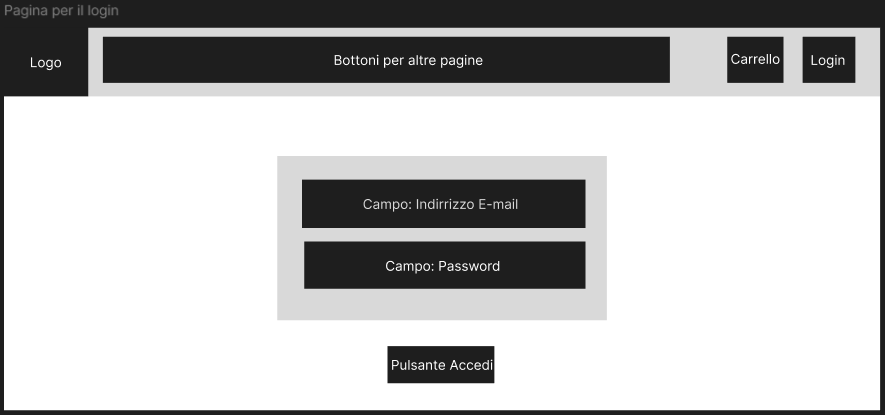 Pagina per il login
Logo
Bottoni per altre pagine
Carrello
Login
Campo: Indirrizzo E-mail
Campo: Password
Pulsante Accedi